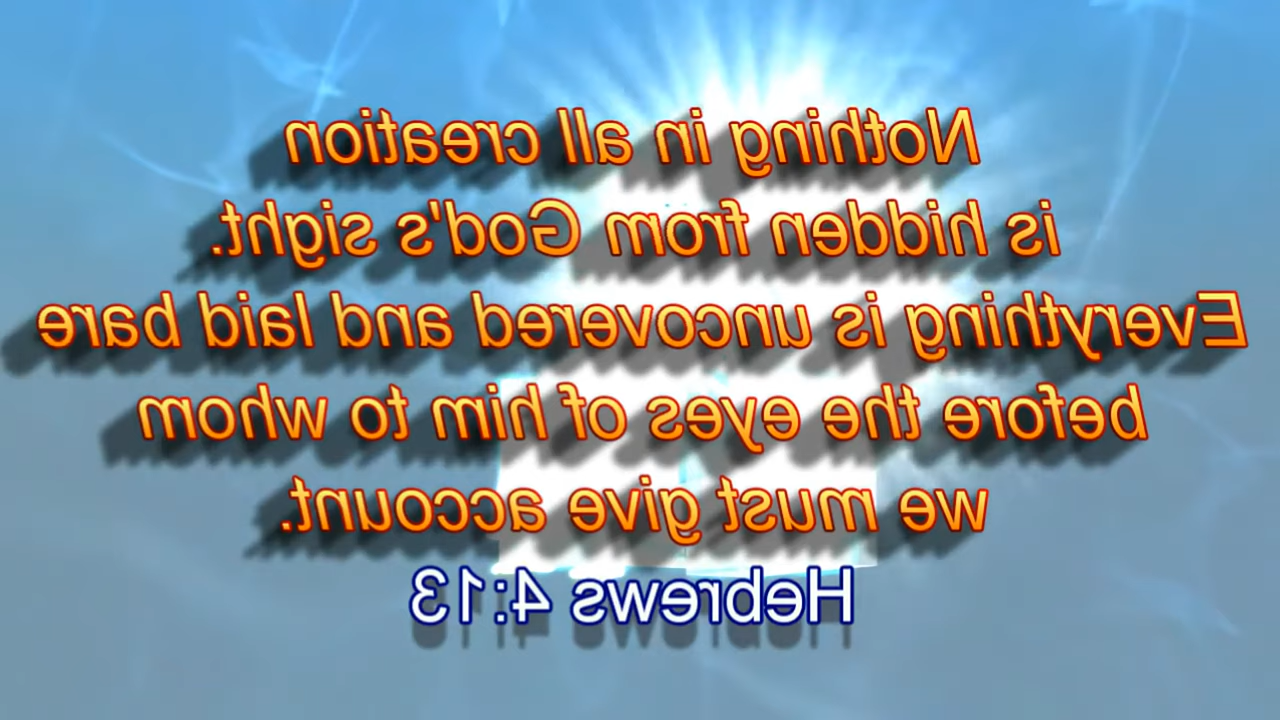 Nothing in all creation
is hidden from God's sight.
Everything is uncovered and laid bare
before the eyes of him to whom
we must give account.
Hebrews 4:13